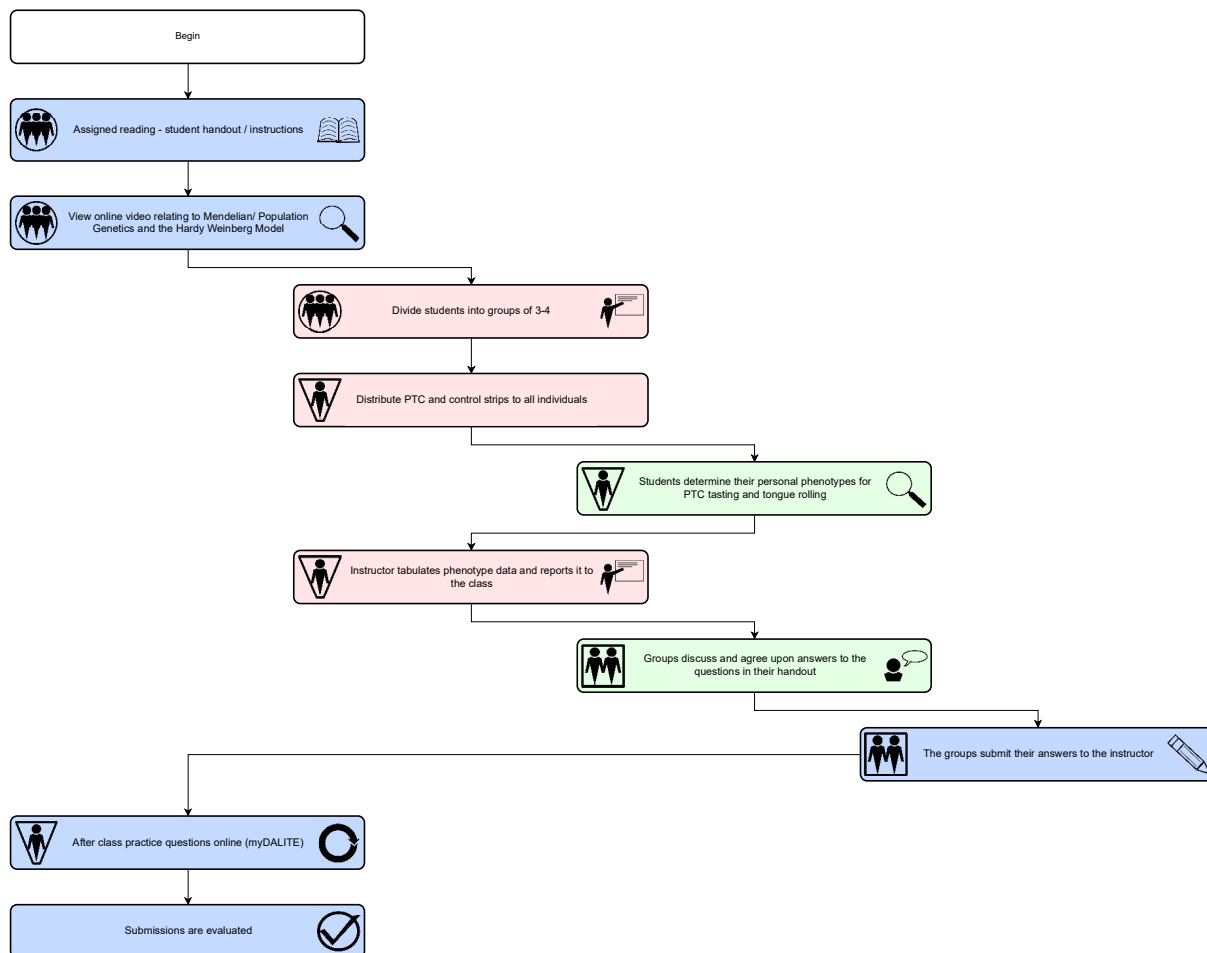 Begin
Assigned reading - student handout / instructions
View online video relating to Mendelian/ Population
Genetics and the Hardy Weinberg Model
Divide students into groups of 3-4
Distribute PTC and control strips to all individuals
Students determine their personal phenotypes for
PTC tasting and tongue rolling
Instructor tabulates phenotype data and reports it to
the class
Groups discuss and agree upon answers to the
questions in their handout
The groups submit their answers to the instructor
After class practice questions online (myDALITE)
Submissions are evaluated